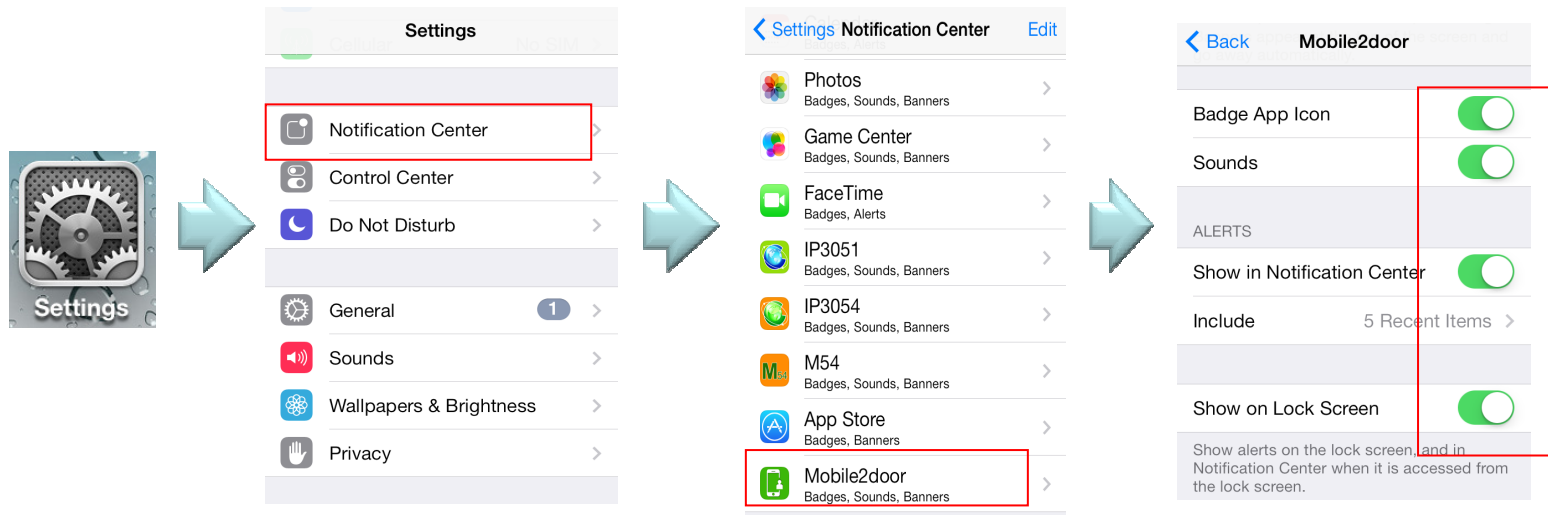 Settings
Settings
Cellular No SIM
Notification Center
Control Center
Do Not Disturb
General 1
Sounds
Wallpapers & Brightness
Privacy
Settings Notification Center Edit
Badges, Alerts
Photos
Badges, Sounds, Banners
Game Center
Badges, Sounds, Banners
FaceTime
Badges, Alerts
IP3051
Badges, Sounds, Banners
IP3054
Badges, Sounds, Banners
M54
M54
Badges, Sounds, Banners
App Store
Badges, Banners
Mobile2door
Badges, Sounds, Banners
Back Mobile2door
Badge App Icon
Sounds
ALERTS
Show in Notification Center
Include 5 Recent Items
Show on Lock Screen
Show alerts on the lock screen, and in
Notification Center when it is accessed from
the lock screen.